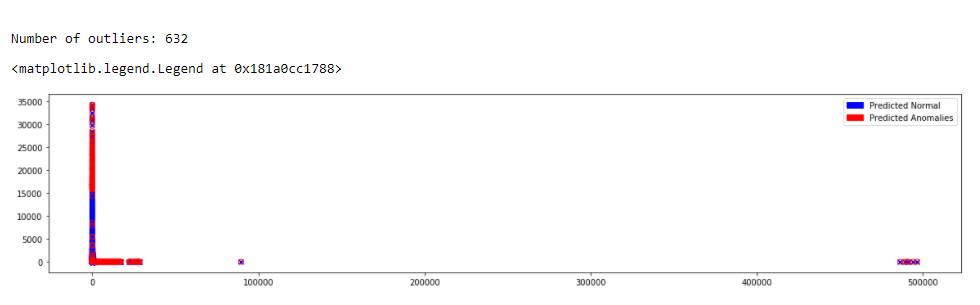 Number of outliers: 632
<matplotlib.legend.Legend at 0x181a0cc1788>
Predicted Normal
Predicted Anomalies
35000
30000
25000
20000
15000
10000
5000
0
0 100000 200000 300000 400000 500000